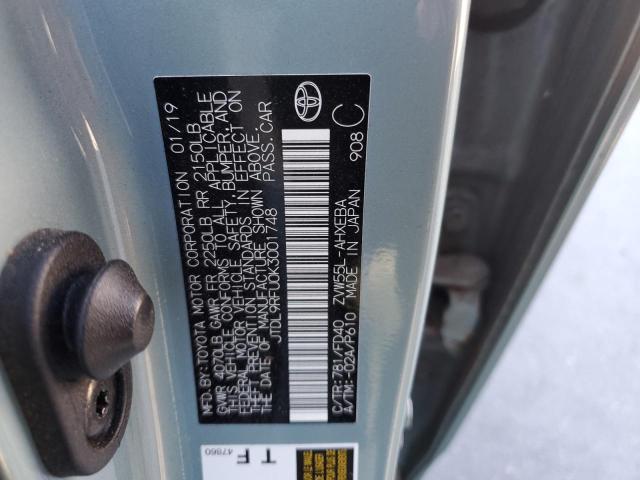 MFD.BY:TOYOTA MOTOR CORPORATION 01/19
GVWR 4070LB GAWR FR 2250LB RR 2150LB
THIS VEHICLE CONFORMS TO ALL APPLICABLE
FEDERAL MOTOR VEHICLE SAFETY, BUMPER, AND
THEFT PREVENTION STANDARDS IN EFFECT ON
THE DATE OF MANUFACTURE SHOWN ABOVE.
JTDL9RFU0K3001748 PASS.CAR
C/TR:781/FD40 ZVW55L-AHXEBA
A/TM:-02A/P610 MADE IN JAPAN
908 C
47860
T F